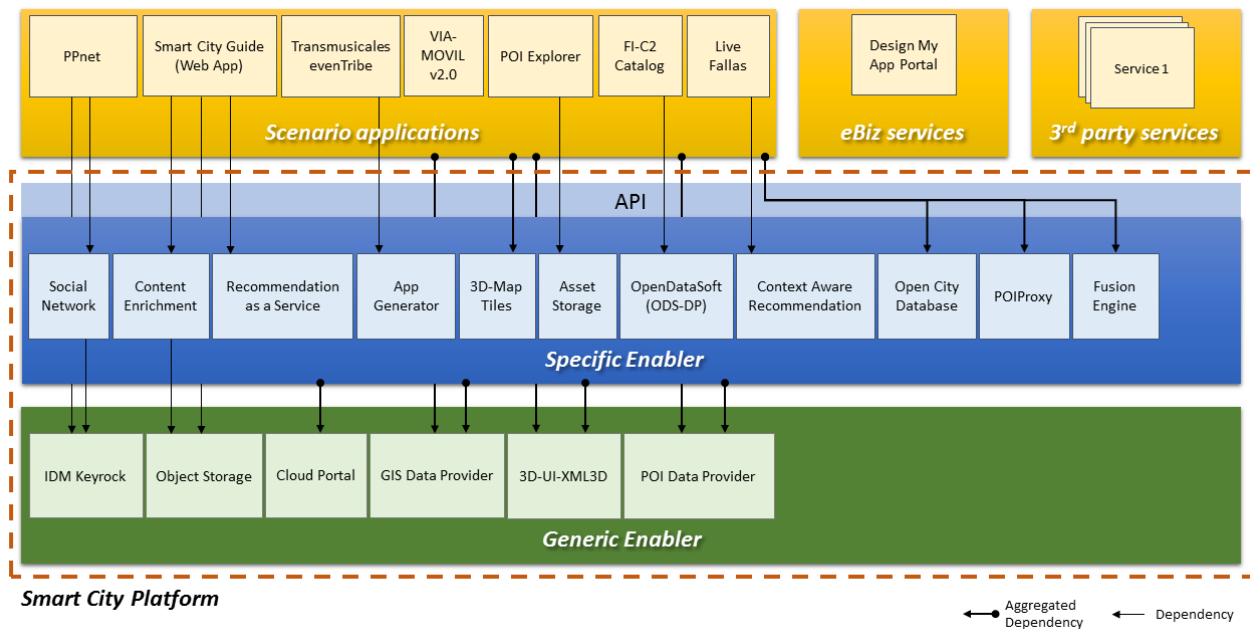 PPnet
Smart City Guide
(Web App)
Transmusicales
evenTribe
VIA-
MOVIL
v2.0
POI Explorer
FI-C2
Catalog
Live
Fallas
Scenario applications
Design My
App Portal
eBiz services
Service 1
3rd party services
API
Social
Network
Content
Enrichment
Recommendation
as a Service
App
Generator
3D-Map
Tiles
Asset
Storage
OpenDataSoft
(ODS-DP)
Context Aware
Recommendation
Open City
Database
POIProxy
Fusion
Engine
Specific Enabler
IDM Keyrock
Object Storage
Cloud Portal
GIS Data Provider
3D-UI-XML3D
POI Data Provider
Generic Enabler
Smart City Platform
Aggregated
Dependency
Dependency